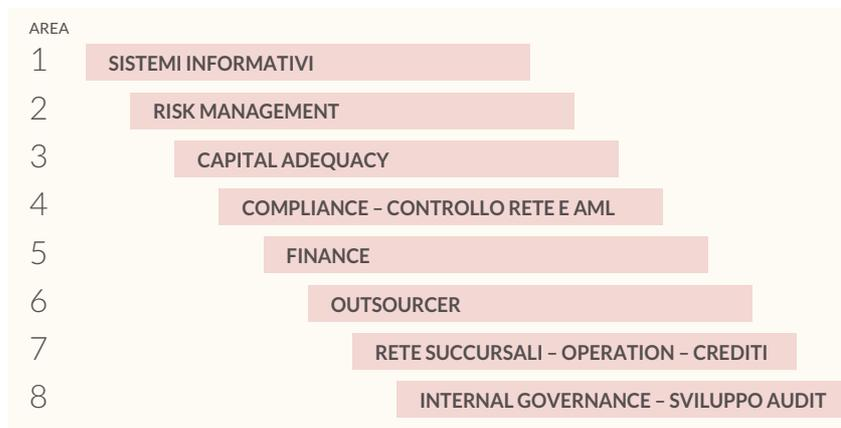 AREA
1 SISTEMI INFORMATIVI
2 RISK MANAGEMENT
3 CAPITAL ADEQUACY
4 COMPLIANCE – CONTROLLO RETE E AML
5 FINANCE
6 OUTSOURCER
7 RETE SUCCURSALI – OPERATION – CREDITI
8 INTERNAL GOVERNANCE – SVILUPPO AUDIT